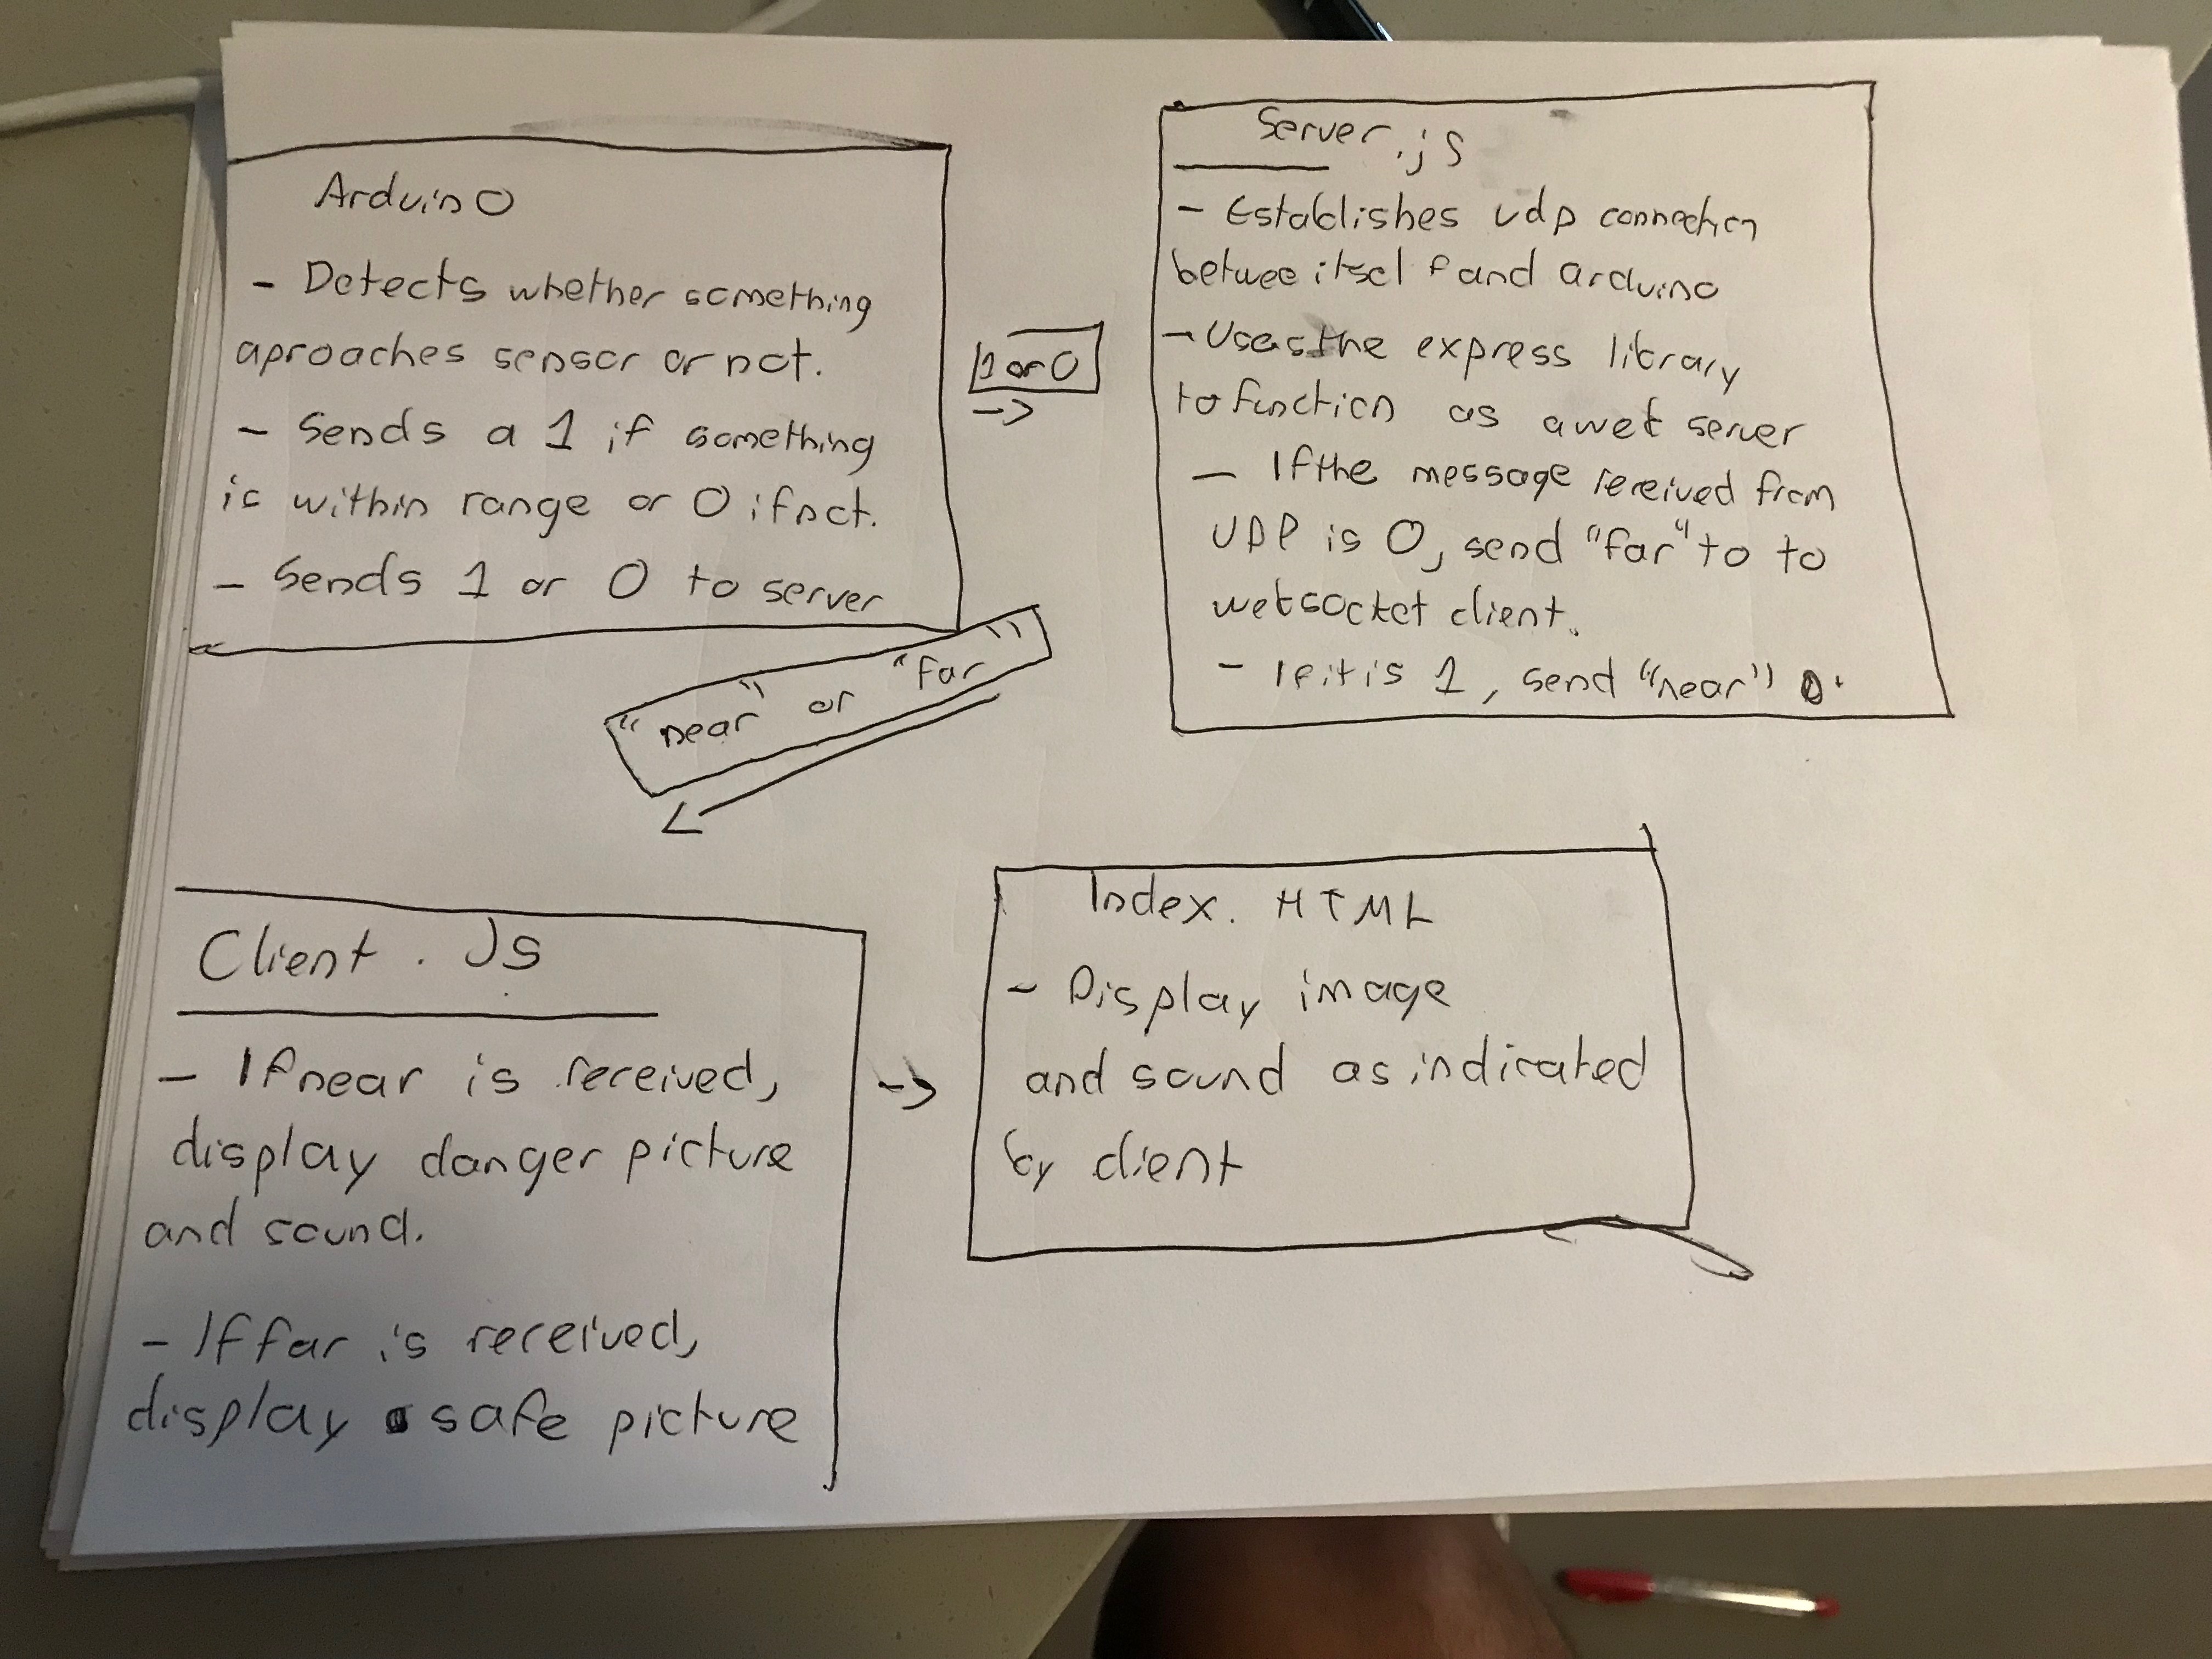 Arduino
- Detects whether something
aproaches sensor or not.
- Sends a 1 if something
is within range or 0 if not.
- Sends 1 or 0 to server
1 or 0
->
Server.js
- Establishes udp connection
betwee itself and arduino
- Uses the express library
to function as a web server
- If the message received from
UDP is 0, send "far" to to
websocket client.
- If it is 1, send "near"
"near" or "far"
Client.Js
- If near is received,
display danger picture
and sound.
- If far is received,
display safe picture
->
Index.HTML
- Display image
and sound as indicated
by client